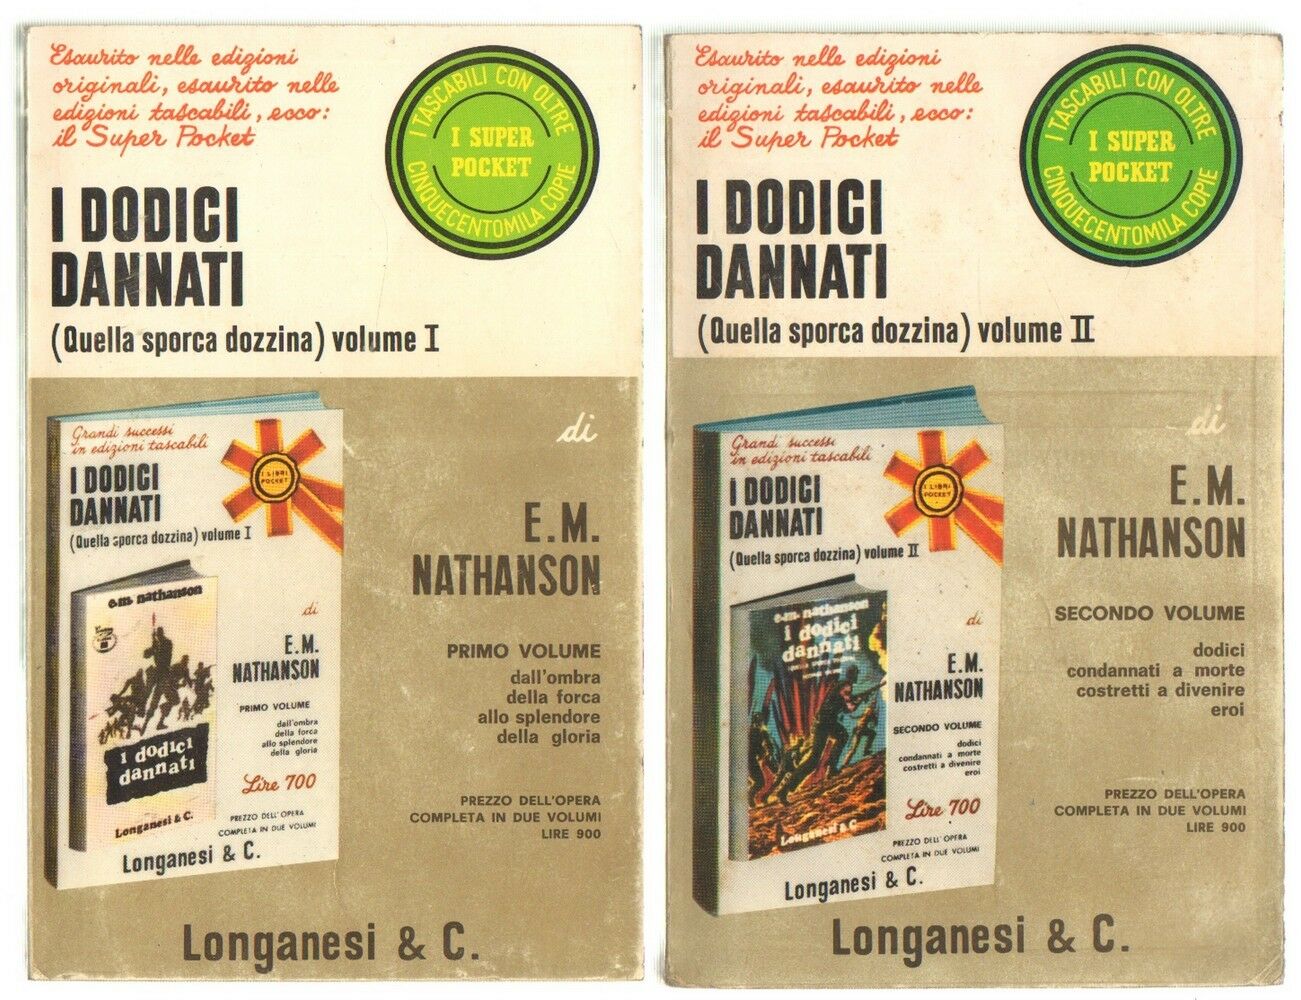 Esaurito nelle edizioni
originali, esaurito nelle
edizioni tascabili, ecco:
il Super Pocket
I TASCABILI CON OLTRE
I SUPER
POCKET
CINQUECENTOMILA COPIE
I DODICI
DANNATI
(Quella sporca dozzina) volume I
Grandi successi
in edizioni tascabili
I LIBRI
POCKET
I DODICI
DANNATI
(Quella sporca dozzina) volume I
e.m. nathanson
i dodici
dannati
Longanesi & C.
di
E.M.
NATHANSON
PRIMO VOLUME
dall'ombra
della forca
allo splendore
della gloria
Lire 700
PREZZO DELL'OPERA
COMPLETA IN DUE VOLUMI
Longanesi & C.
di
E.M.
NATHANSON
PRIMO VOLUME
dall'ombra
della forca
allo splendore
della gloria
PREZZO DELL'OPERA
COMPLETA IN DUE VOLUMI
LIRE 900
Longanesi & C.
Esaurito nelle edizioni
originali, esaurito nelle
edizioni tascabili, ecco:
il Super Pocket
I TASCABILI CON OLTRE
I SUPER
POCKET
CINQUECENTOMILA COPIE
I DODICI
DANNATI
(Quella sporca dozzina) volume II
Grandi successi
in edizioni tascabili
I LIBRI
POCKET
I DODICI
DANNATI
(Quella sporca dozzina) volume II
e.m. nathanson
i dodici
dannati
Longanesi & C.
di
E.M.
NATHANSON
SECONDO VOLUME
dodici
condannati a morte
costretti a divenire
eroi
Lire 700
PREZZO DELL'OPERA
COMPLETA IN DUE VOLUMI
Longanesi & C.
di
E.M.
NATHANSON
SECONDO VOLUME
dodici
condannati a morte
costretti a divenire
eroi
PREZZO DELL'OPERA
COMPLETA IN DUE VOLUMI
LIRE 900
Longanesi & C.